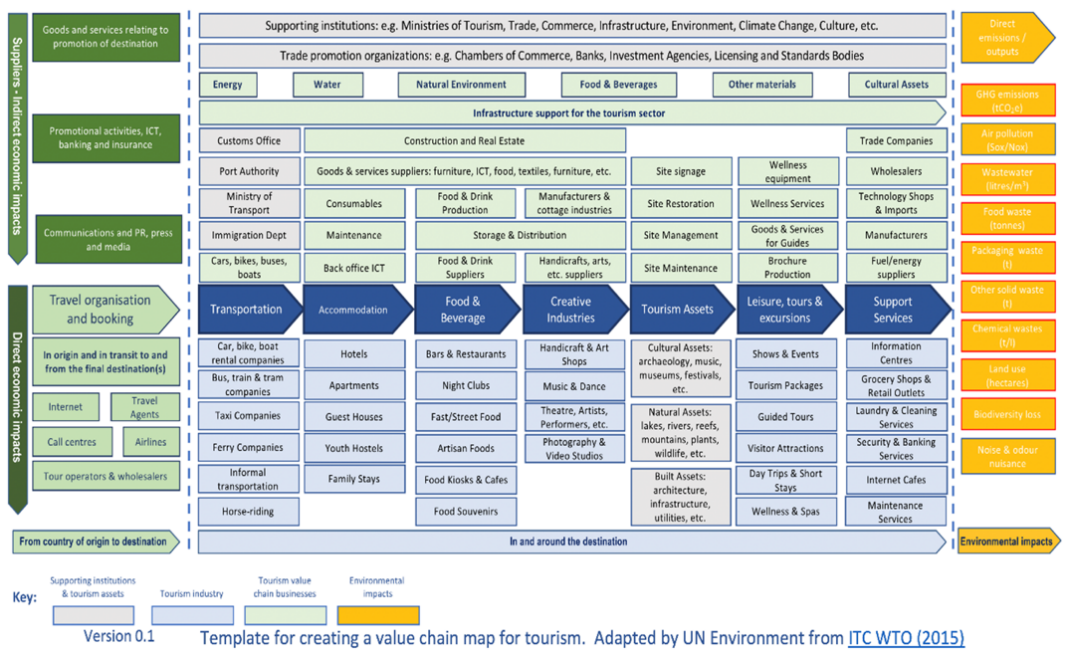 Suppliers - Indirect economic impacts
Goods and services relating to
promotion of destination
Promotional activities, ICT,
banking and insurance
Communications and PR, press
and media
Supporting institutions: e.g. Ministries of Tourism, Trade, Commerce, Infrastructure, Environment, Climate Change, Culture, etc.
Trade promotion organizations: e.g. Chambers of Commerce, Banks, Investment Agencies, Licensing and Standards Bodies
Energy
Water
Natural Environment
Food & Beverages
Other materials
Cultural Assets
Infrastructure support for the tourism sector
Customs Office
Construction and Real Estate
Trade Companies
Port Authority
Goods & services suppliers: furniture, ICT, food, textiles, furniture, etc.
Site signage
Wellness
equipment
Wholesalers
Ministry of
Transport
Consumables
Food & Drink
Production
Manufacturers &
cottage industries
Site Restoration
Wellness Services
Technology Shops
& Imports
Immigration Dept
Maintenance
Storage & Distribution
Site Management
Goods & Services
for Guides
Manufacturers
Cars, bikes, buses,
boats
Back office ICT
Food & Drink
Suppliers
Handicrafts, arts,
etc. suppliers
Site Maintenance
Brochure
Production
Fuel/energy
suppliers
Direct economic impacts
Travel organisation
and booking
Transportation
Accommodation
Food &
Beverage
Creative
Industries
Tourism Assets
Leisure, tours &
excursions
Support
Services
In origin and in transit to and
from the final destination(s)
Internet
Travel
Agents
Call centres
Airlines
Tour operators & wholesalers
Car, bike, boat
rental companies
Bus, train & tram
companies
Taxi Companies
Ferry Companies
Informal
transportation
Horse-riding
Hotels
Apartments
Guest Houses
Youth Hostels
Family Stays
Bars & Restaurants
Night Clubs
Fast/Street Food
Artisan Foods
Food Kiosks & Cafes
Food Souvenirs
Handicraft & Art
Shops
Music & Dance
Theatre, Artists,
Performers, etc.
Photography &
Video Studios
Cultural Assets:
archaeology, music,
museums, festivals,
etc.
Natural Assets:
lakes, rivers, reefs,
mountains, plants,
wildlife, etc.
Built Assets:
architecture,
infrastructure,
utilities, etc.
Shows & Events
Tourism Packages
Guided Tours
Visitor Attractions
Day Trips & Short
Stays
Wellness & Spas
Information
Centres
Grocery Shops &
Retail Outlets
Laundry & Cleaning
Services
Security & Banking
Services
Internet Cafes
Maintenance
Services
Direct
emissions /
outputs
GHG emissions
(tCO₂e)
Air pollution
(Sox/Nox)
Wastewater
(litres/m³)
Food waste
(tonnes)
Packaging waste
(t)
Other solid waste
(t)
Chemical wastes
(t/l)
Land use
(hectares)
Biodiversity loss
Noise & odour
nuisance
From country of origin to destination
In and around the destination
Environmental impacts
Key:
Supporting institutions
& tourism assets
Tourism industry
Tourism value
chain businesses
Environmental
impacts
Version 0.1
Template for creating a value chain map for tourism. Adapted by UN Environment from ITC WTO (2015)